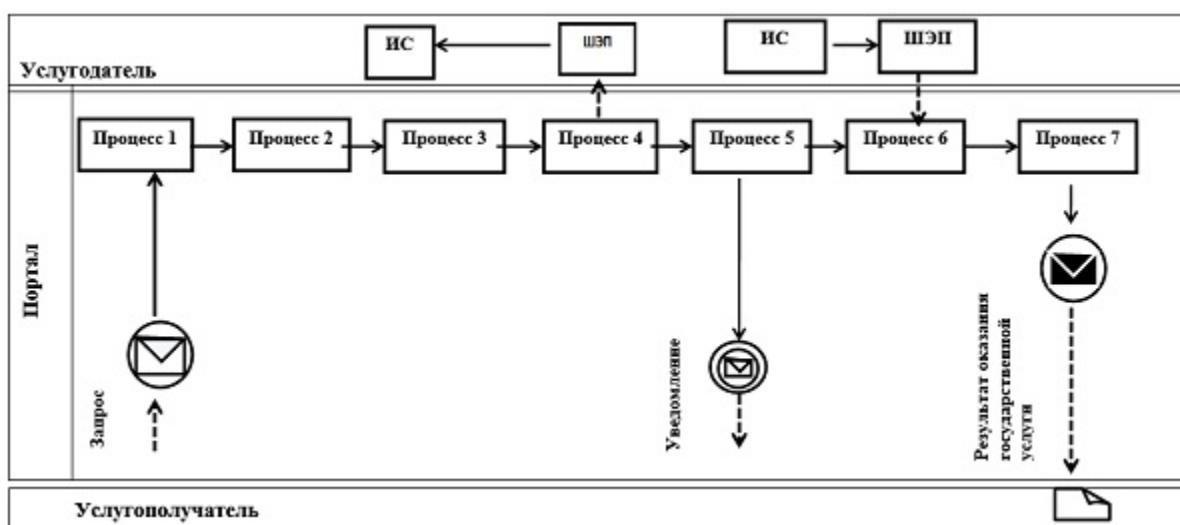 ИС
ШЭП
ИС
ШЭП
Услугодатель
Процесс 1
Процесс 2
Процесс 3
Процесс 4
Процесс 5
Процесс 6
Процесс 7
Портал
Запрос
Уведомление
Результат оказания
государственной
услуги
Услугополучатель